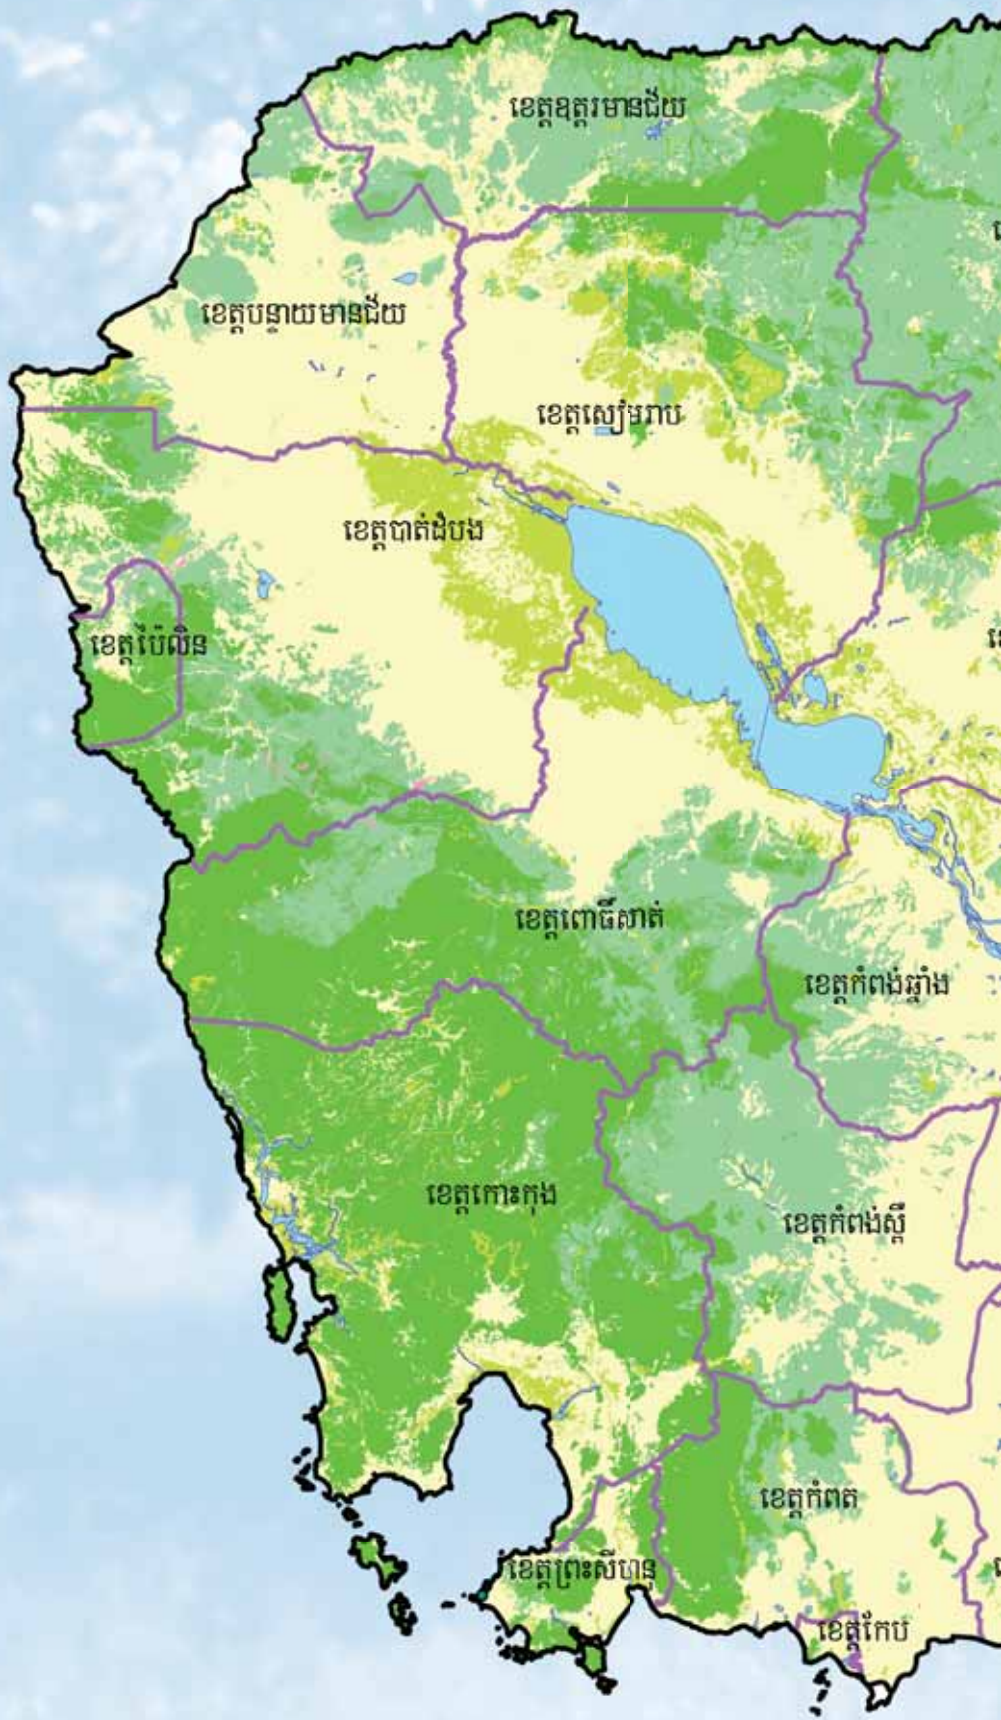 ខេត្តឧត្តរមានជ័យ
ខេត្តបន្ទាយមានជ័យ
ខេត្តសៀមរាប
ខេត្តបាត់ដំបង
ខេត្តប៉ៃលិន
ខេត្តពោធិ៍សាត់
ខេត្តកំពង់ឆ្នាំង
ខេត្តកោះកុង
ខេត្តកំពង់ស្ពឺ
ខេត្តកំពត
ខេត្តព្រះសីហនុ
ខេត្តកែប